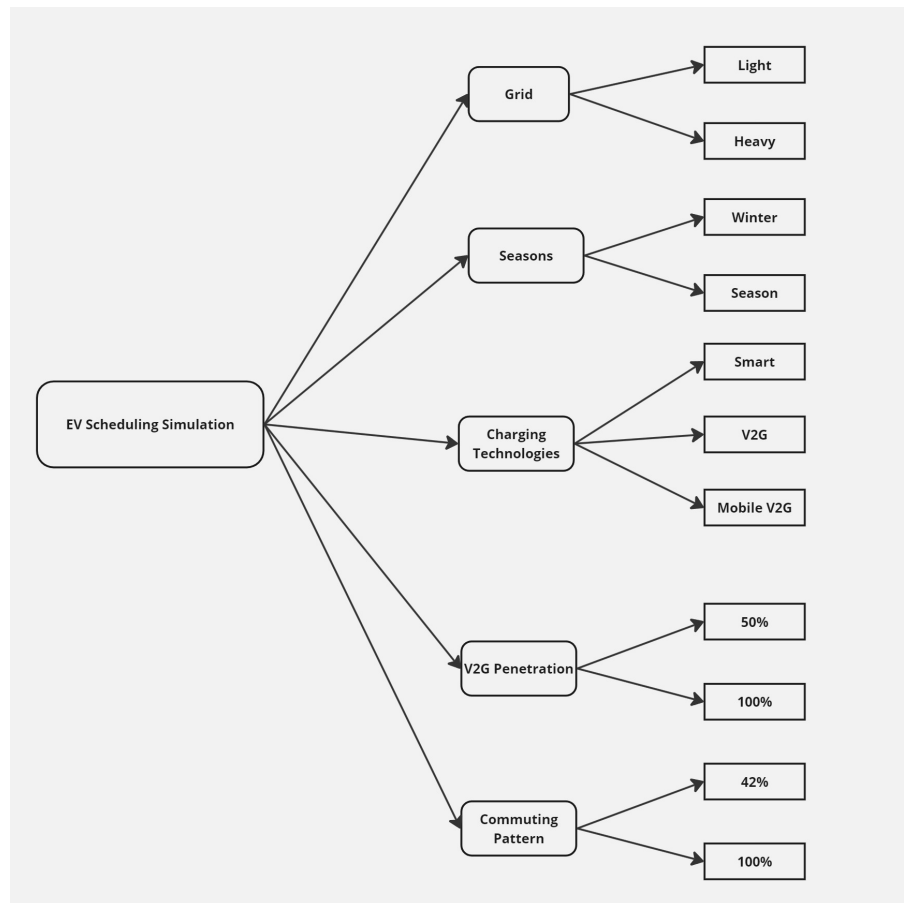 EV Scheduling Simulation
Grid
Light
Heavy
Seasons
Winter
Season
Charging
Technologies
Smart
V2G
Mobile V2G
V2G Penetration
50%
100%
Commuting
Pattern
42%
100%